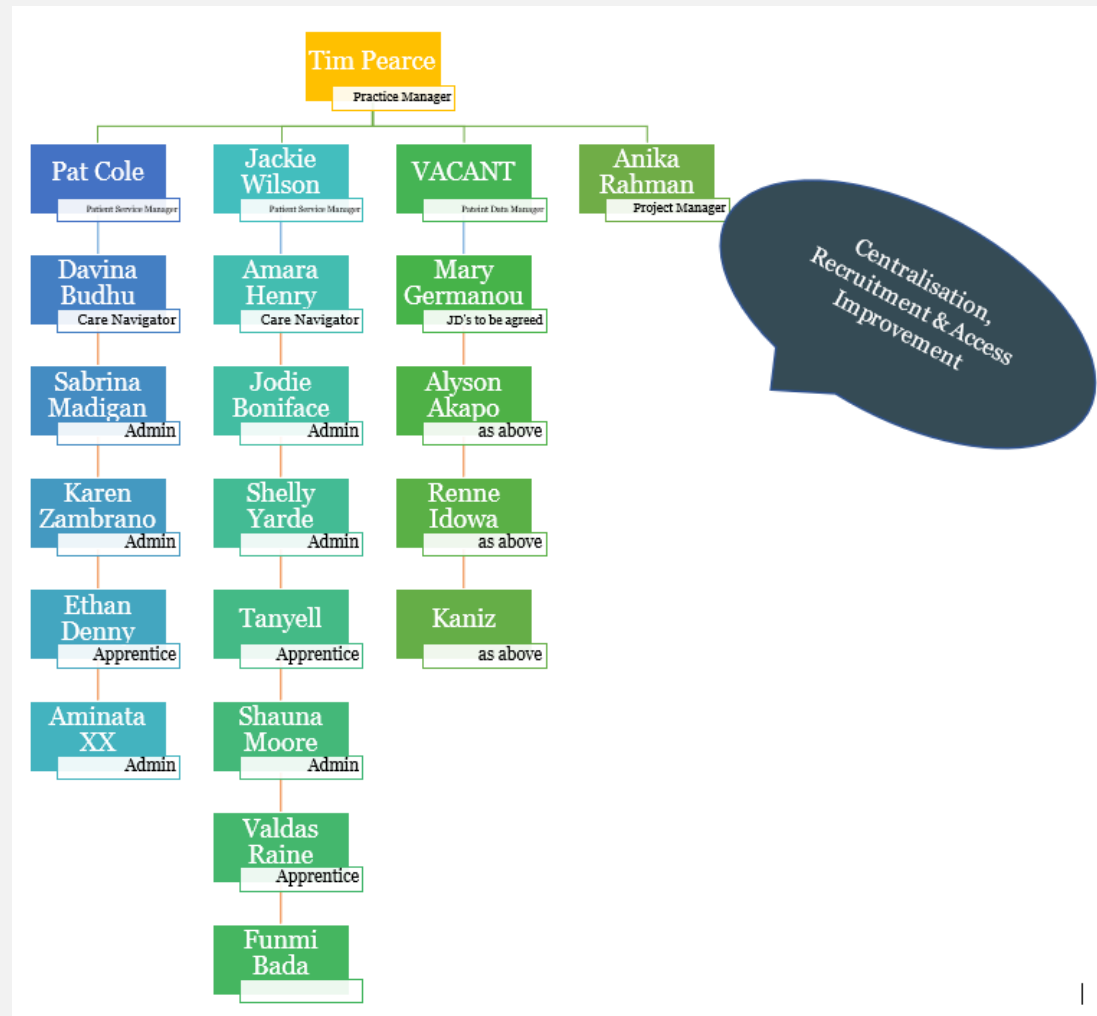 Tim Pearce
Practice Manager
Pat Cole
Patient Service Manager
Jackie
Wilson
Patient Service Manager
VACANT
Pateint Data Manager
Anika
Rahman
Project Manager
Centralisation,
Recruitment & Access
Improvement
Davina
Budhu
Care Navigator
Amara
Henry
Care Navigator
Mary
Germanou
JD's to be agreed
Sabrina
Madigan
Admin
Jodie
Boniface
Admin
Alyson
Akapo
as above
Karen
Zambrano
Admin
Shelly
Yarde
Admin
Renne
Idowa
as above
Ethan
Denny
Apprentice
Tanyell
Apprentice
Kaniz
as above
Aminata
XX
Admin
Shauna
Moore
Admin
Valdas
Raine
Apprentice
Funmi
Bada